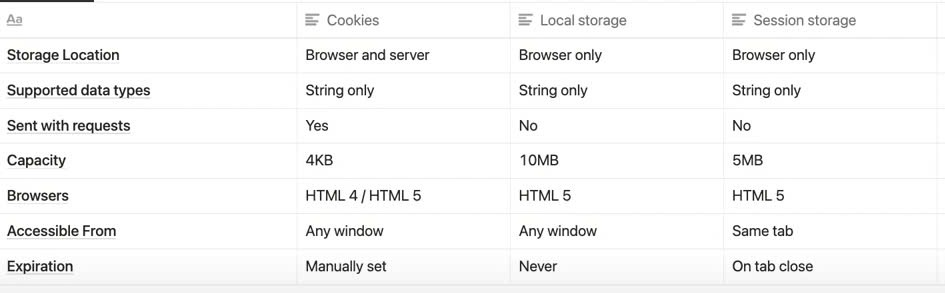 Aa Cookies Local storage Session storage
Storage Location Browser and server Browser only Browser only
Supported data types String only String only String only
Sent with requests Yes No No
Capacity 4KB 10MB 5MB
Browsers HTML 4 / HTML 5 HTML 5 HTML 5
Accessible From Any window Any window Same tab
Expiration Manually set Never On tab close